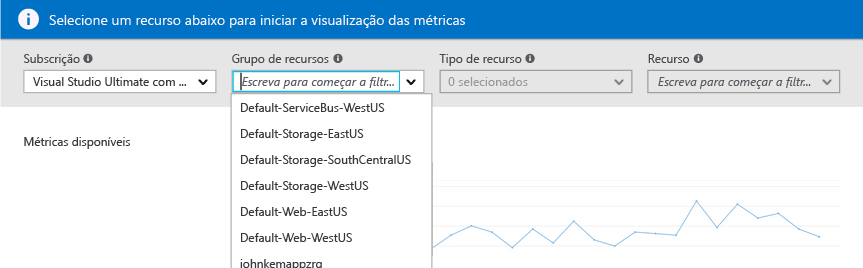 Selecione um recurso abaixo para iniciar a visualização das métricas
Subscrição Grupo de recursos Tipo de recurso Recurso
Visual Studio Ultimate com ... Escreva para começar a filtr... 0 selecionados Escreva para começar a filtr...
Default-ServiceBus-WestUS
Default-Storage-EastUS
Métricas disponíveis
Default-Storage-SouthCentralUS
Default-Storage-WestUS
Default-Web-EastUS
Default-Web-WestUS
johnkemappzrg